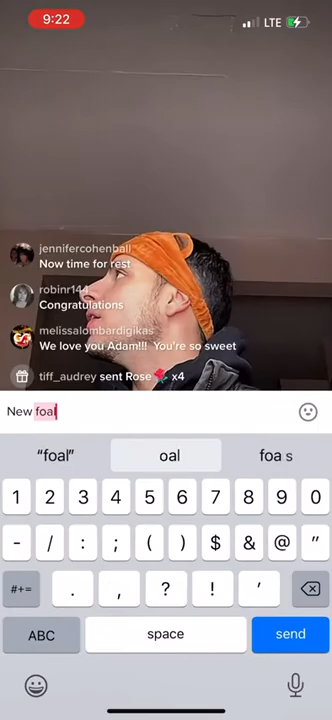 9:22
LTE
jennifercohenball
Now time for rest
robinr144
Congratulations
melissalombardigikas
We love you Adam!!! You're so sweet
tiff_audrey sent Rose x4
New foal
“foal” oal foa s
1 2 3 4 5 6 7 8 9 0
- / : ; ( ) $ & @ "
#+= . , ? ! '
ABC space send